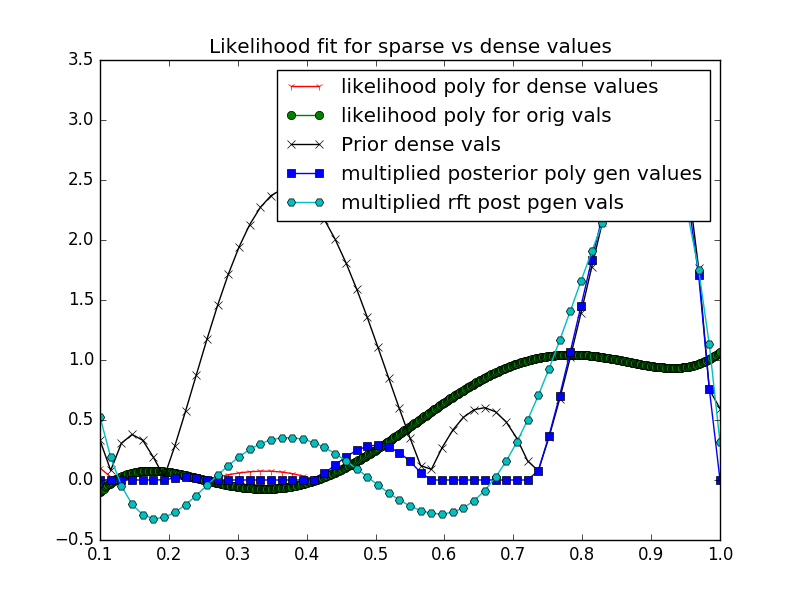 Likelihood fit for sparse vs dense values
3.5
3.0
2.5
2.0
1.5
1.0
0.5
0.0
−0.5
likelihood poly for dense values
likelihood poly for orig vals
Prior dense vals
multiplied posterior poly gen values
multiplied rft post pgen vals
0.1 0.2 0.3 0.4 0.5 0.6 0.7 0.8 0.9 1.0